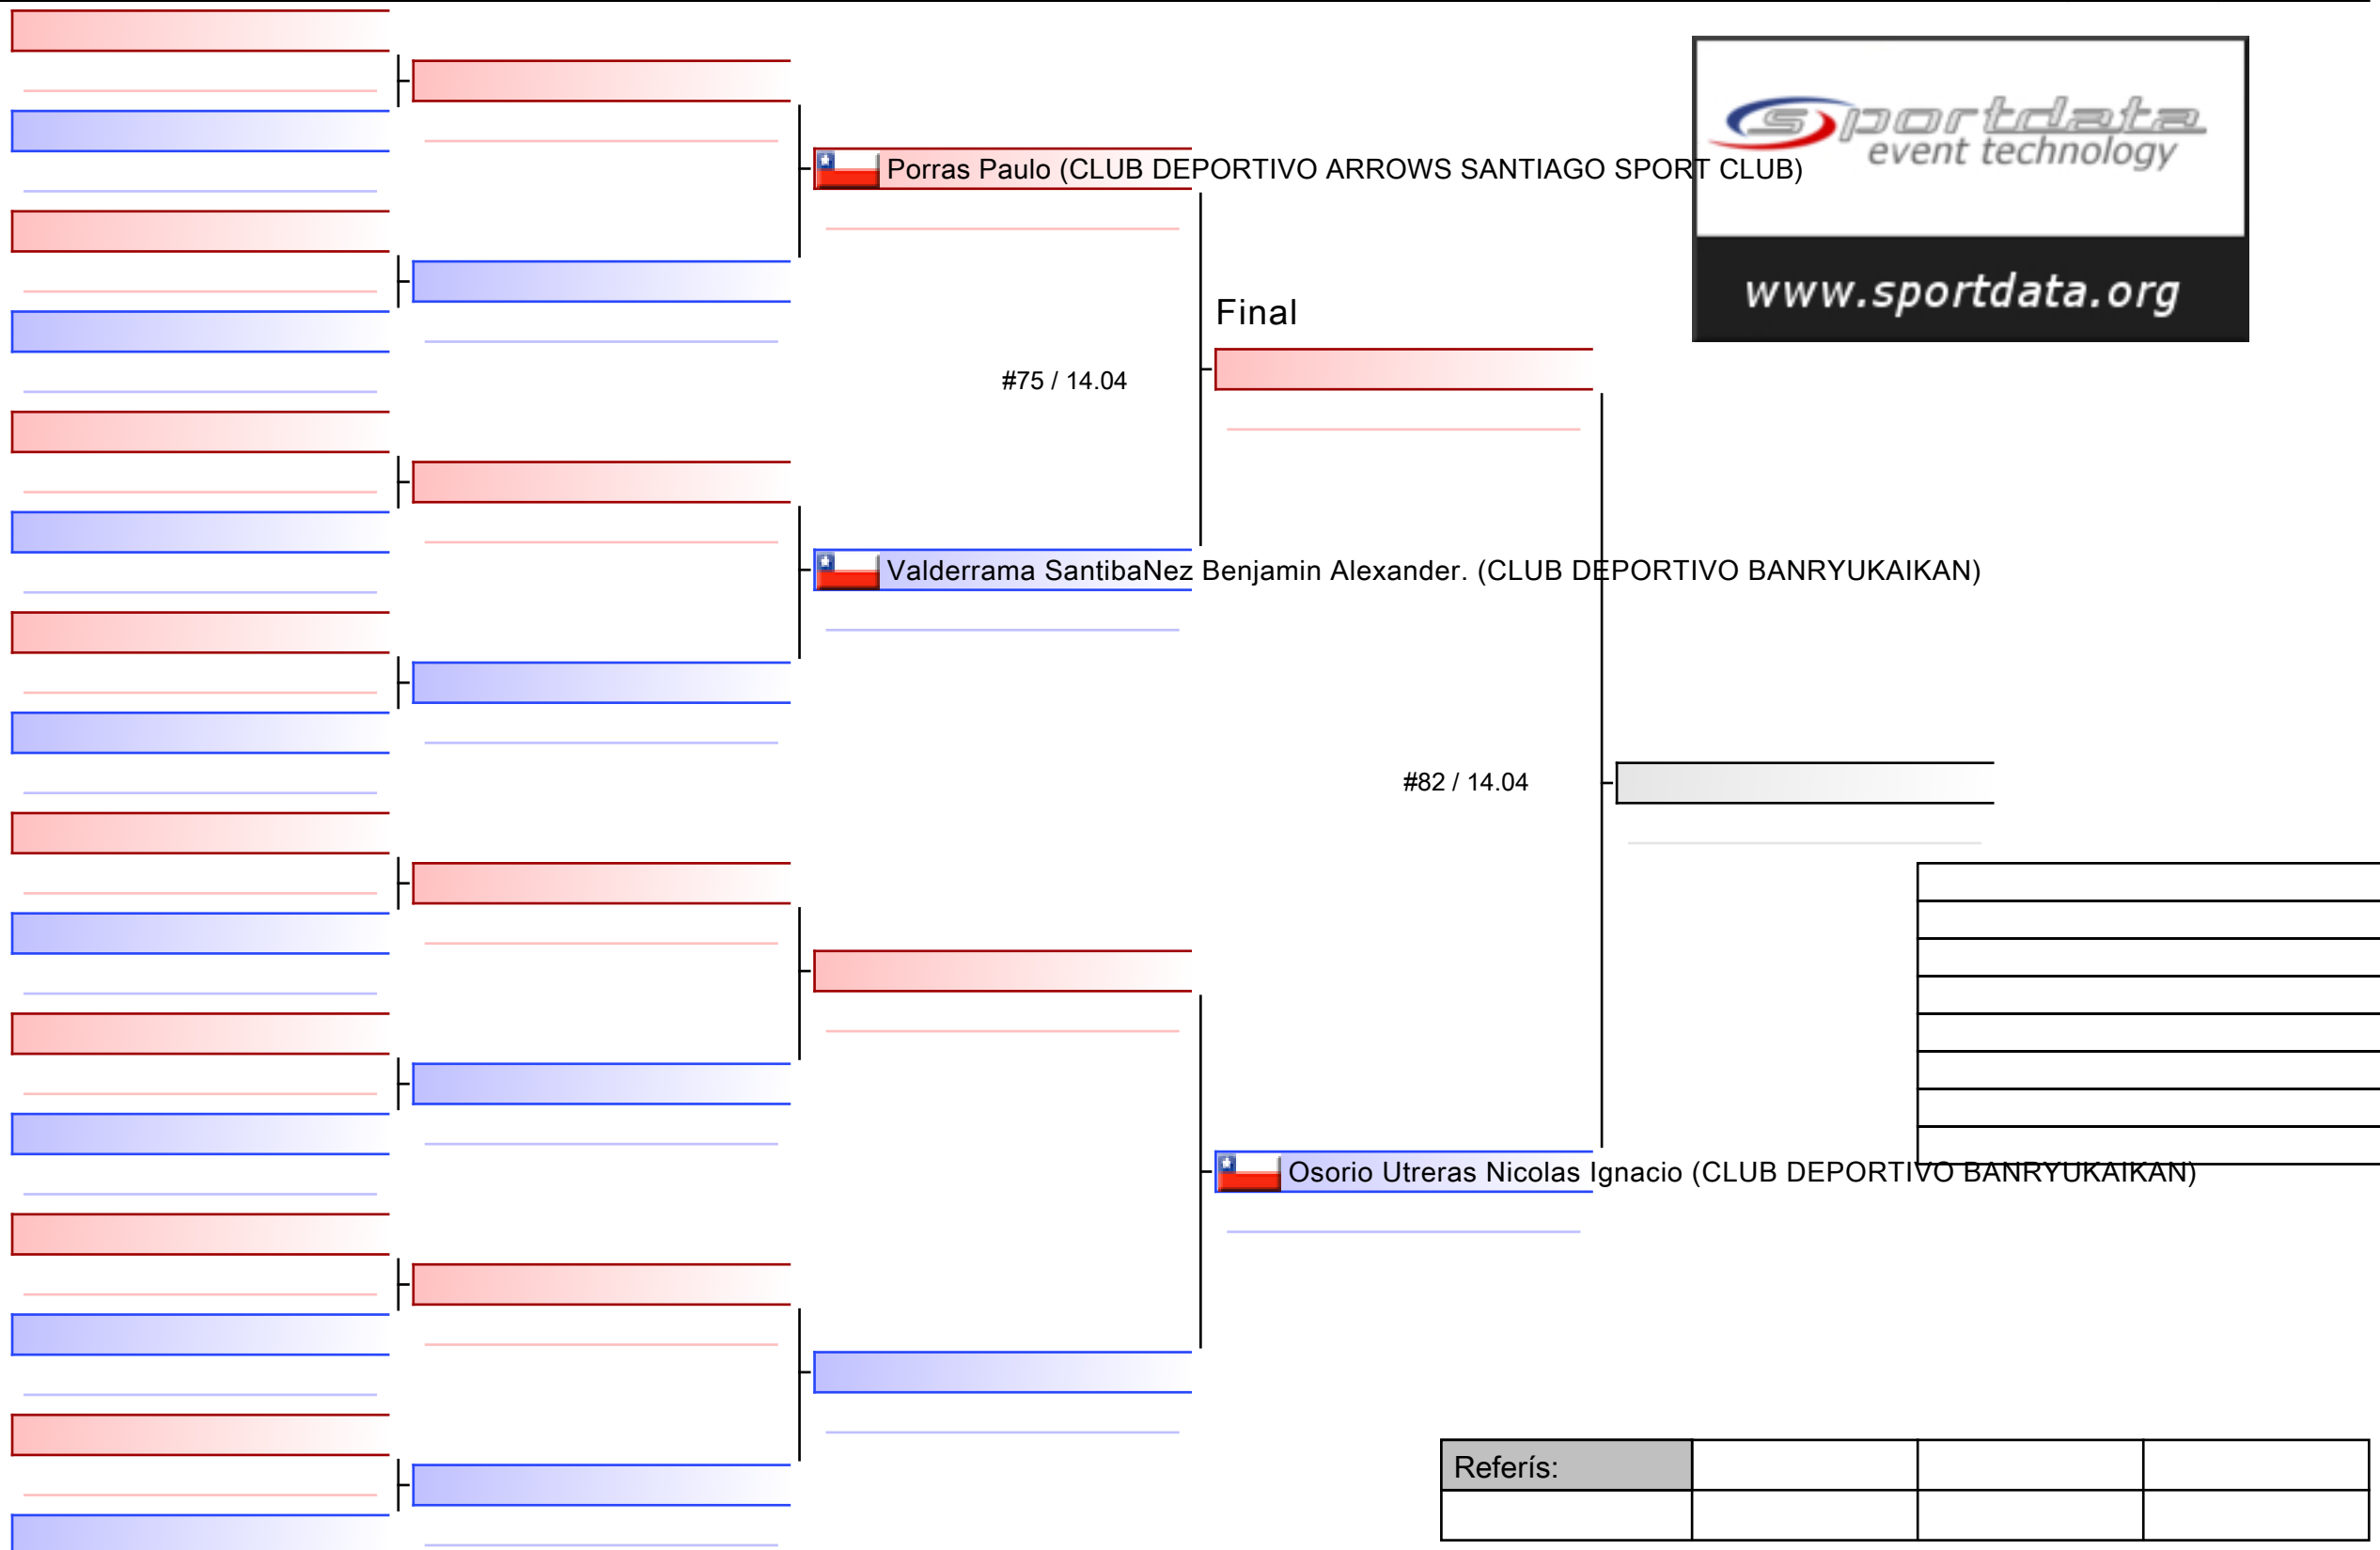 sportdata
event technology
www.sportdata.org
Porras Paulo (CLUB DEPORTIVO ARROWS SANTIAGO SPORT CLUB)
Final
#75 / 14.04
Valderrama SantibaNez Benjamin Alexander. (CLUB DEPORTIVO BANRYUKAIKAN)
#82 / 14.04
Osorio Utreras Nicolas Ignacio (CLUB DEPORTIVO BANRYUKAIKAN)
Referís: